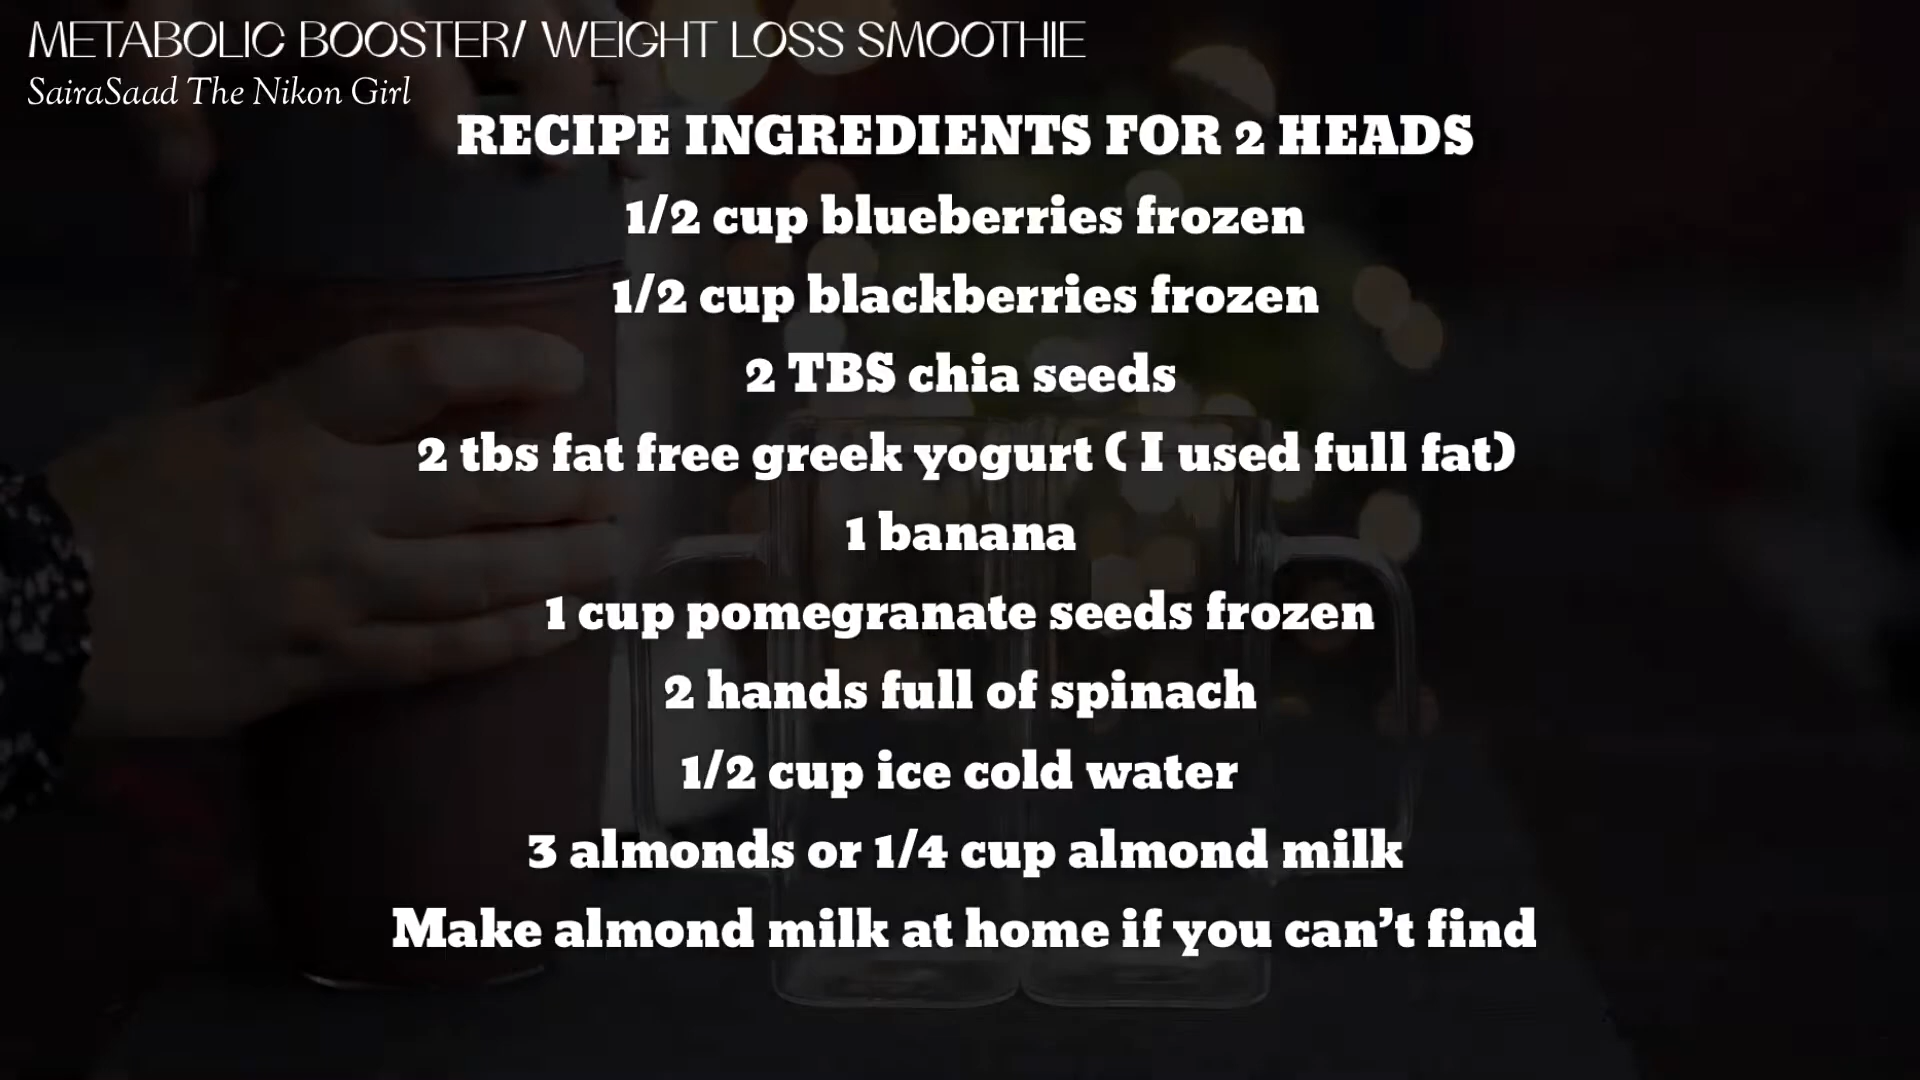 METABOLIC BOOSTER/ WEIGHT LOSS SMOOTHIE
SairaSaad The Nikon Girl
RECIPE INGREDIENTS FOR 2 HEADS
1/2 cup blueberries frozen
1/2 cup blackberries frozen
2 TBS chia seeds
2 tbs fat free greek yogurt ( I used full fat)
1 banana
1 cup pomegranate seeds frozen
2 hands full of spinach
1/2 cup ice cold water
3 almonds or 1/4 cup almond milk
Make almond milk at home if you can't find